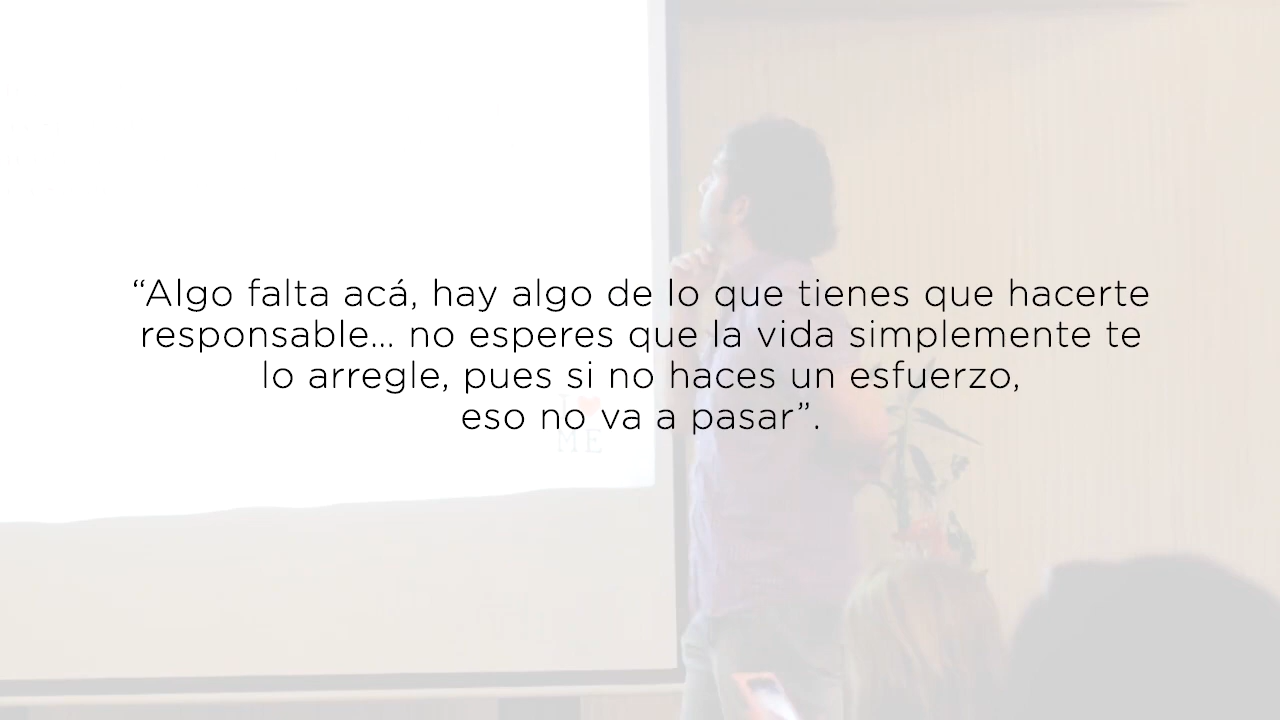 “Algo falta acá, hay algo de lo que tienes que hacerte
responsable... no esperes que la vida simplemente te
lo arregle, pues si no haces un esfuerzo,
eso no va a pasar”.
I ❤
ME